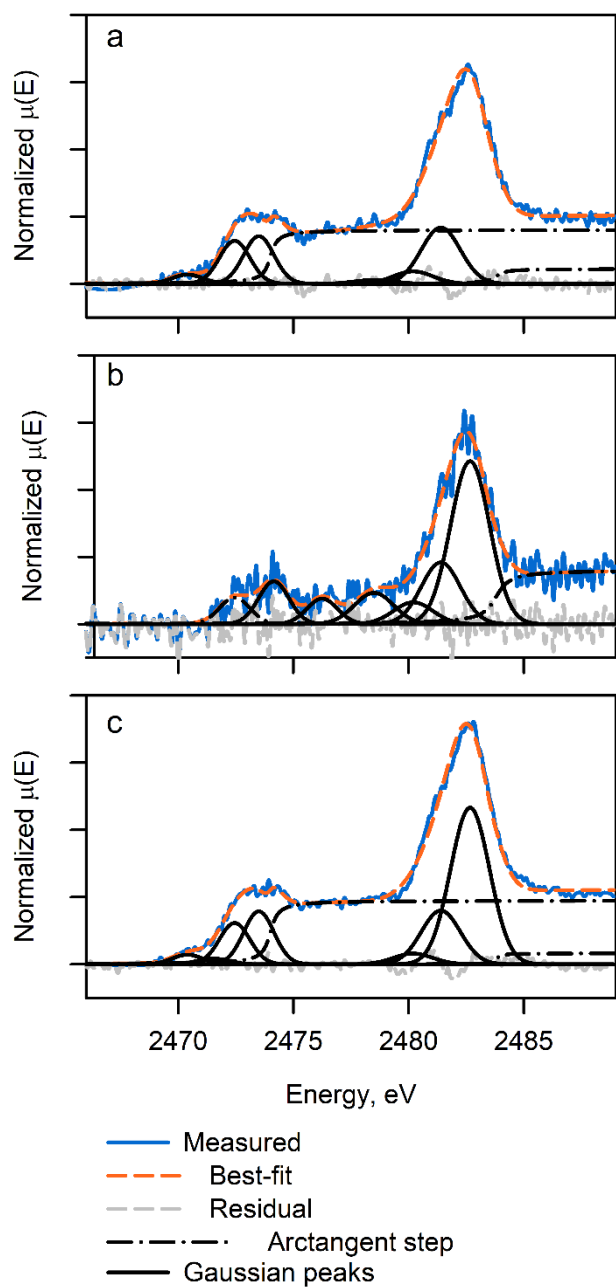 a
Normalized μ(E)
b
Normalized μ(E)
c
Normalized μ(E)
2470 2475 2480 2485
Energy, eV
Measured
Best-fit
Residual
Arctangent step
Gaussian peaks